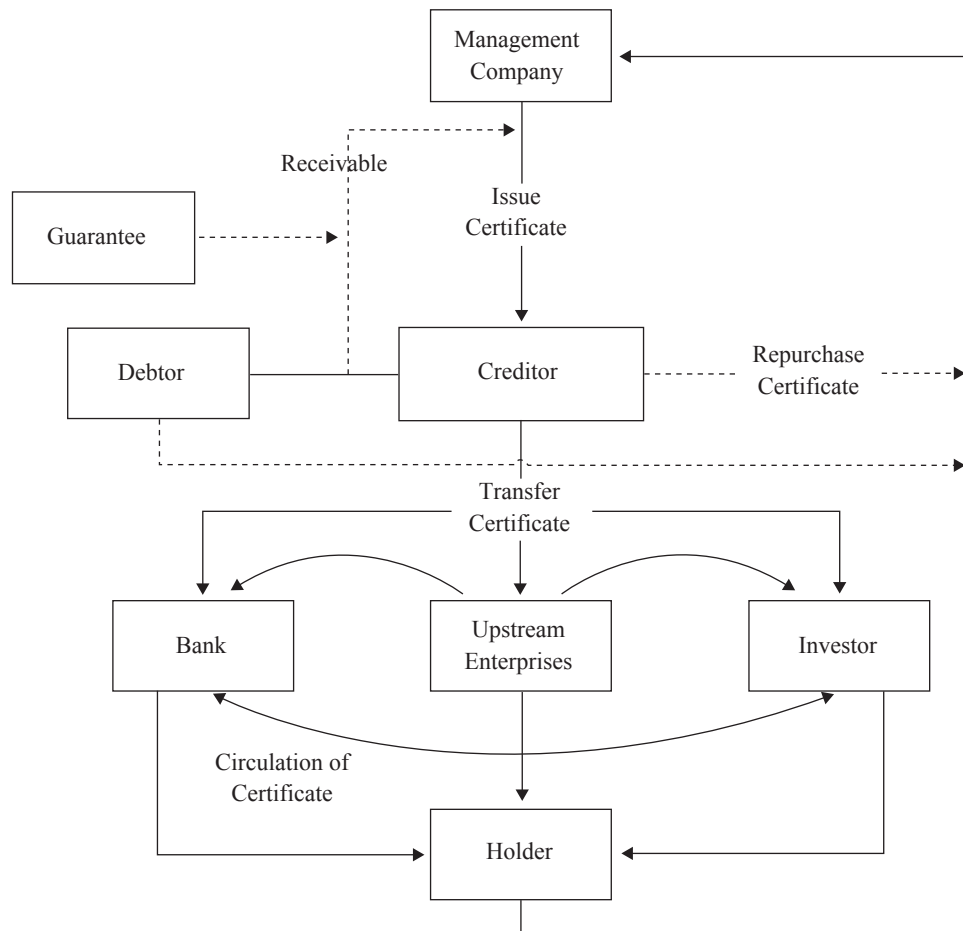 Management
Company
Receivable
Issue
Certificate
Guarantee
Debtor
Creditor
Repurchase
Certificate
Transfer
Certificate
Bank
Upstream
Enterprises
Investor
Circulation of
Certificate
Holder